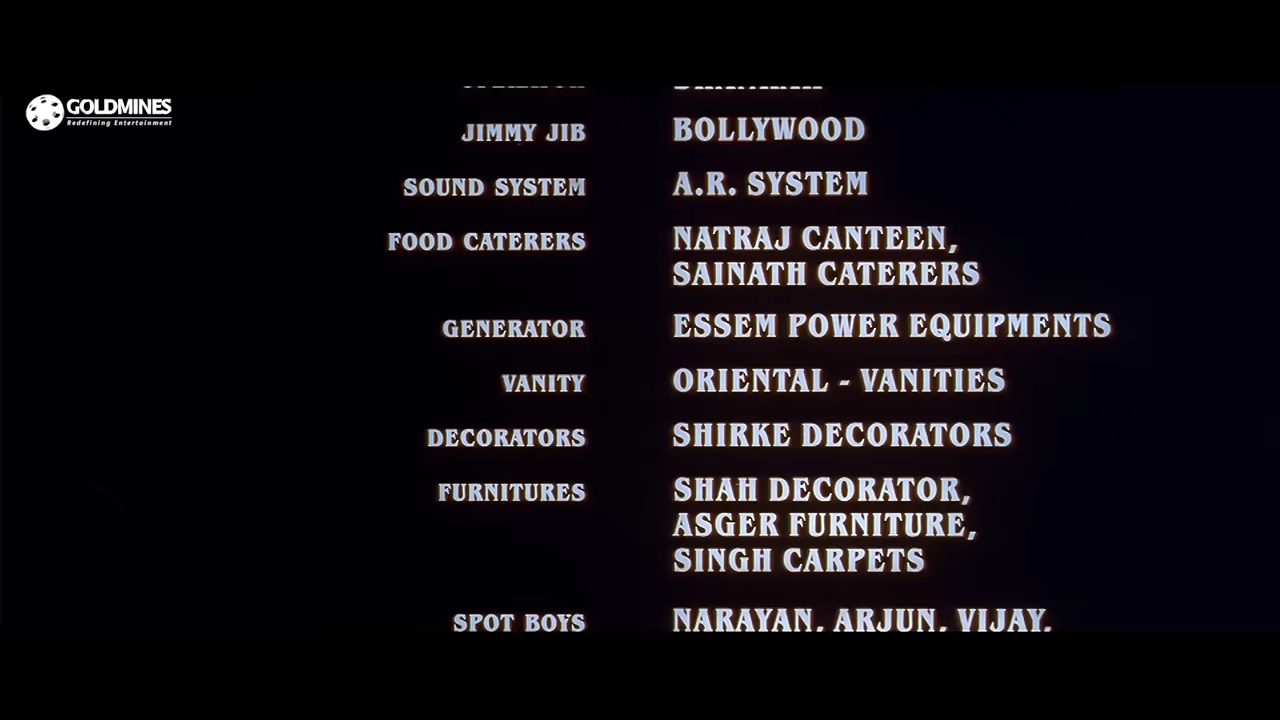 GOLDMINES
Redefining Entertainment
JIMMY JIB BOLLYWOOD
SOUND SYSTEM A.R. SYSTEM
FOOD CATERERS NATRAJ CANTEEN,
SAINATH CATERERS
GENERATOR ESSEM POWER EQUIPMENTS
VANITY ORIENTAL - VANITIES
DECORATORS SHIRKE DECORATORS
FURNITURES SHAH DECORATOR,
ASGER FURNITURE,
SINGH CARPETS
SPOT BOYS NARAYAN, ARJUN, VIJAY,